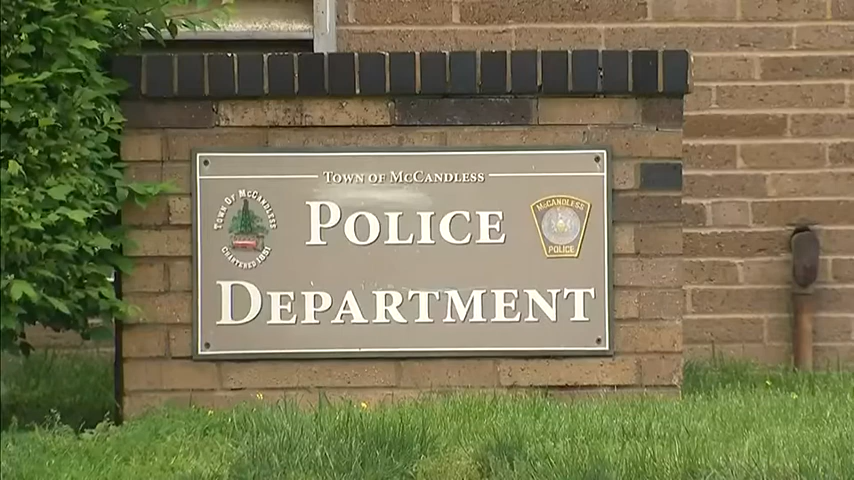 Town of McCandless
Police
Department
Town Of McCandless
Chartered 1851
McCandless
Police